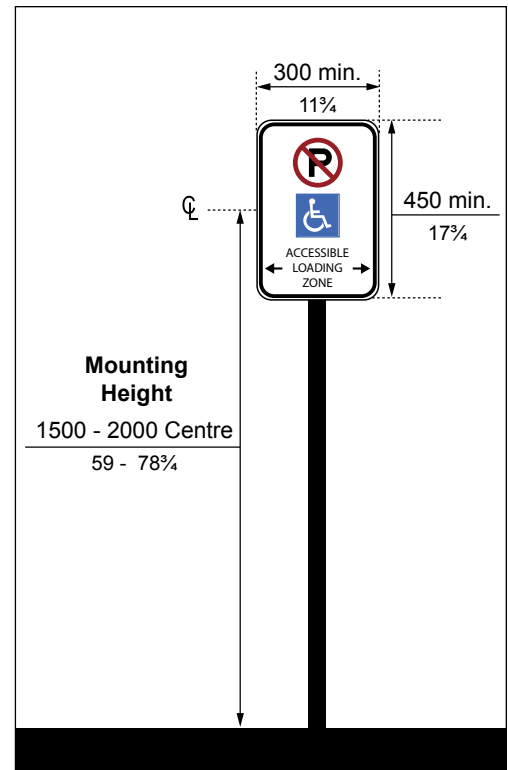 300 min.
11¾
P
℄
450 min.
17¾
ACCESSIBLE
LOADING
ZONE
Mounting
Height
1500 - 2000 Centre
59 - 78¾